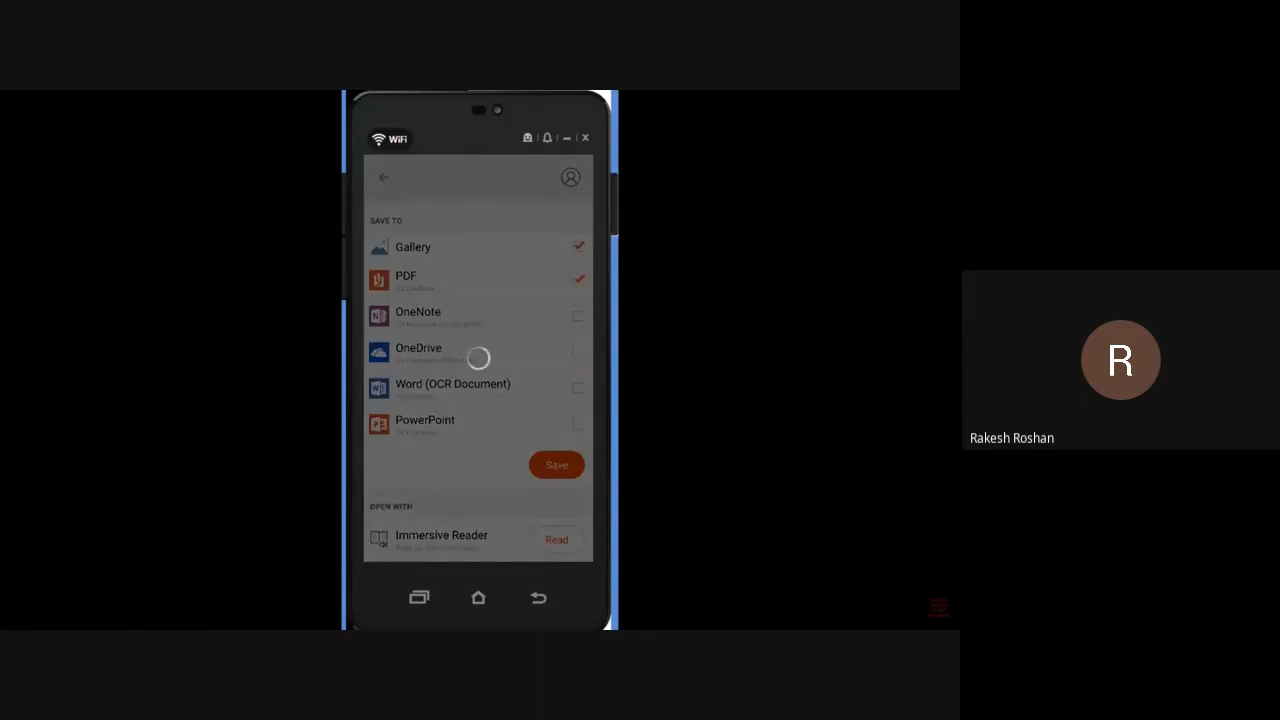 WiFi
SAVE TO
Gallery
PDF
OneNote
OneDrive
Word (OCR Document)
PowerPoint
Save
OPEN WITH
Immersive Reader
Read
R
Rakesh Roshan